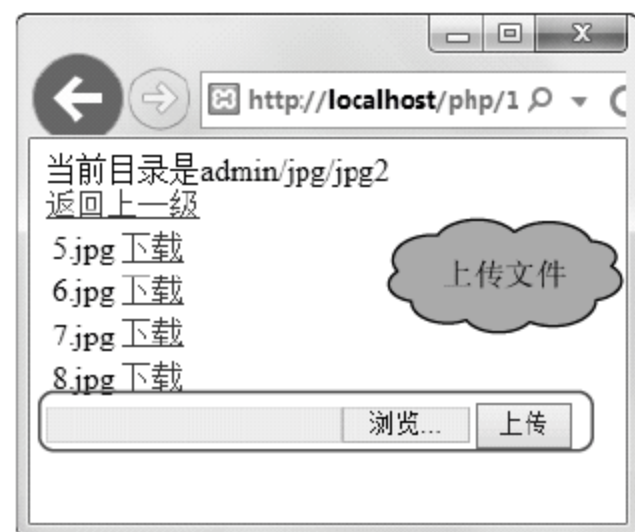 http://localhost/php/1
当前目录是admin/jpg/jpg2
返回上一级
5.jpg 下载
上传文件
6.jpg 下载
7.jpg 下载
8.jpg 下载
浏览... 上传